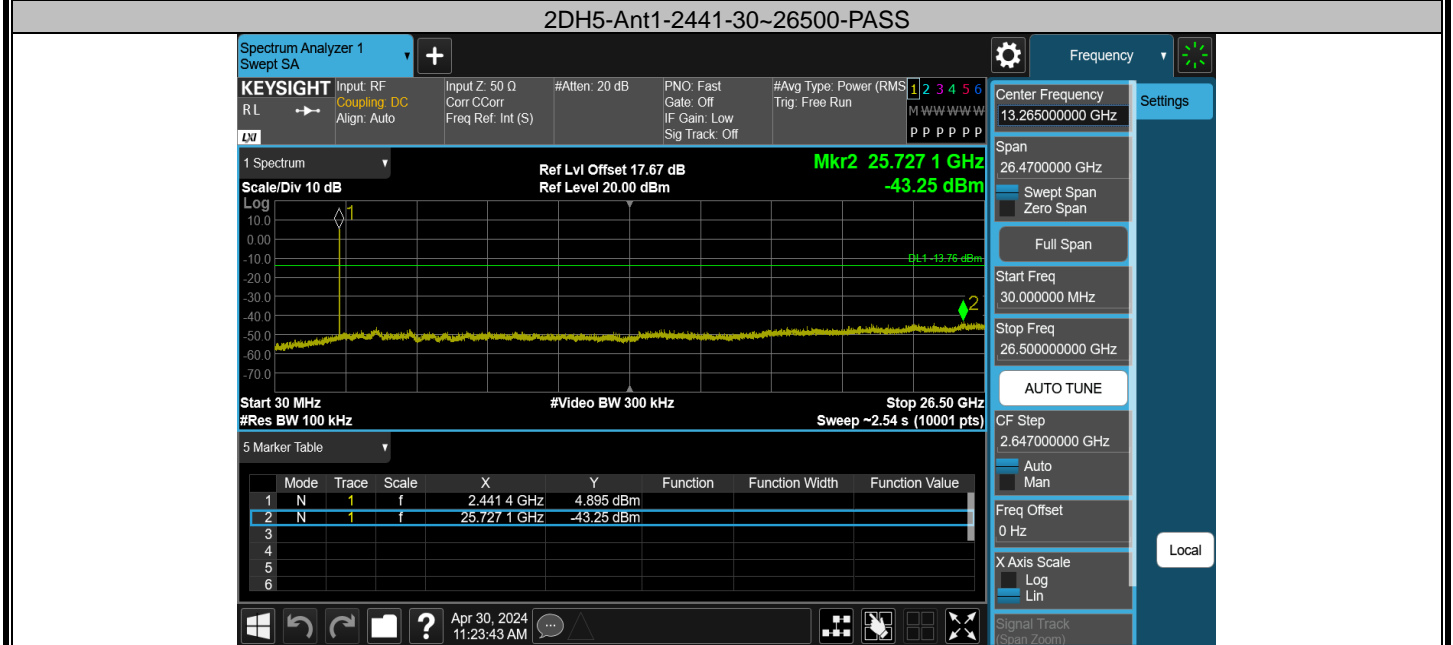 2DH5-Ant1-2441-30~26500-PASS
Spectrum Analyzer 1
Swept SA
+
Frequency
KEYSIGHT
RL
LXI
Input: RF
Coupling: DC
Align: Auto
Input Z: 50 Ω
Corr CCorr
Freq Ref: Int (S)
#Atten: 20 dB
PNO: Fast
Gate: Off
IF Gain: Low
Sig Track: Off
#Avg Type: Power (RMS
Trig: Free Run
1 2 3 4 5 6
M W W W W W
P P P P P P
Center Frequency
13.265000000 GHz
Settings
Span
26.4700000 GHz
Swept Span
Zero Span
Full Span
Start Freq
30.000000 MHz
Stop Freq
26.500000000 GHz
AUTO TUNE
CF Step
2.647000000 GHz
Auto
Man
Freq Offset
0 Hz
X Axis Scale
Log
Lin
Signal Track
(Span Zoom)
Local
1 Spectrum
Scale/Div 10 dB
Log
Ref Lvl Offset 17.67 dB
Ref Level 20.00 dBm
Mkr2 25.727 1 GHz
-43.25 dBm
1
10.0
0.00
-10.0
DL1 -13.76 dBm
-20.0
-30.0
2
-40.0
-50.0
-60.0
-70.0
Start 30 MHz
#Video BW 300 kHz
Stop 26.50 GHz
#Res BW 100 kHz
Sweep ~2.54 s (10001 pts)
5 Marker Table
Mode Trace Scale X Y Function Function Width Function Value
1 N 1 f 2.441 4 GHz 4.895 dBm
2 N 1 f 25.727 1 GHz -43.25 dBm
3
4
5
6
?
Apr 30, 2024
11:23:43 AM